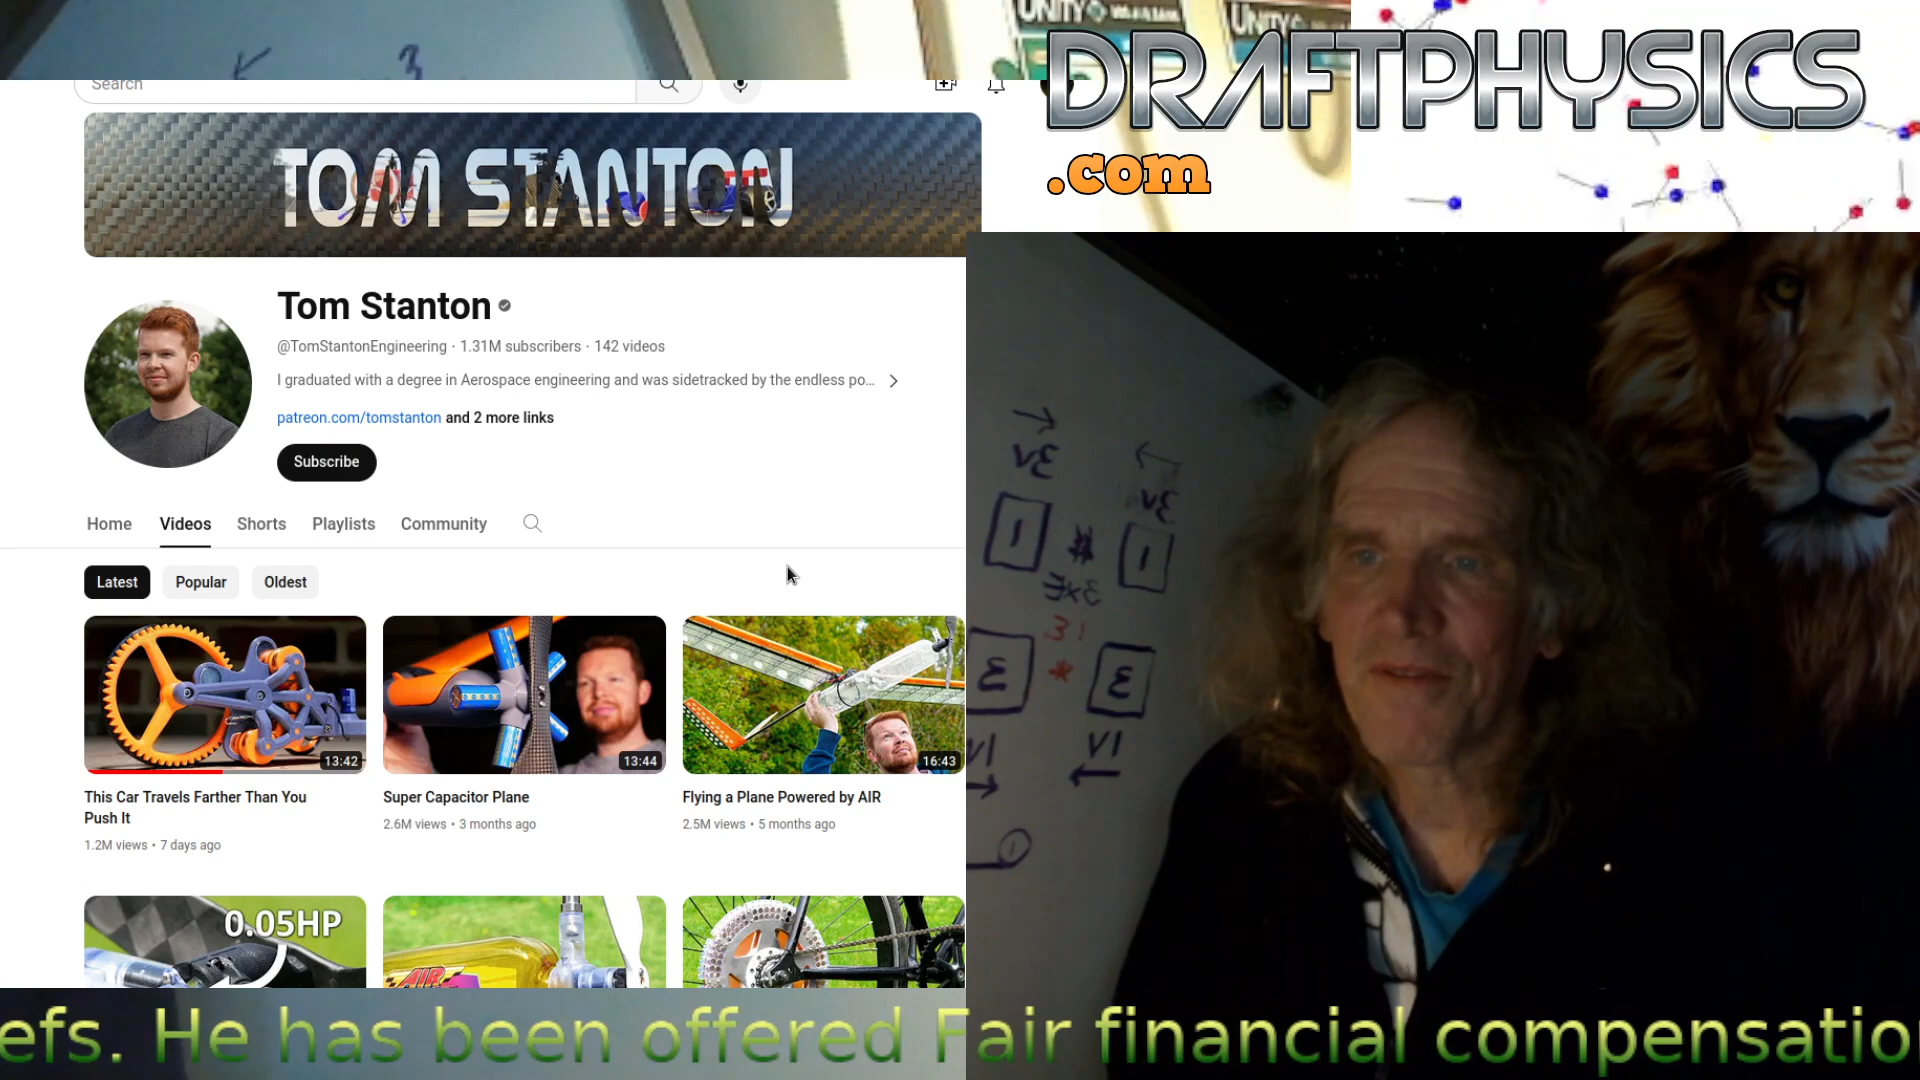 UNITY
UNITY
DRAFTPHYSICS
.com
3
Search
TOM STANTON
Tom Stanton
@TomStantonEngineering · 1.31M subscribers · 142 videos
I graduated with a degree in Aerospace engineering and was sidetracked by the endless po...
patreon.com/tomstanton and 2 more links
Subscribe
Home Videos Shorts Playlists Community
Latest Popular Oldest
13:42
13:44
16:43
This Car Travels Farther Than You Push It
1.2M views • 7 days ago
Super Capacitor Plane
2.6M views • 3 months ago
Flying a Plane Powered by AIR
2.5M views • 5 months ago
0.05HP
AIR
efs. He has been offered Fair financial compensatio